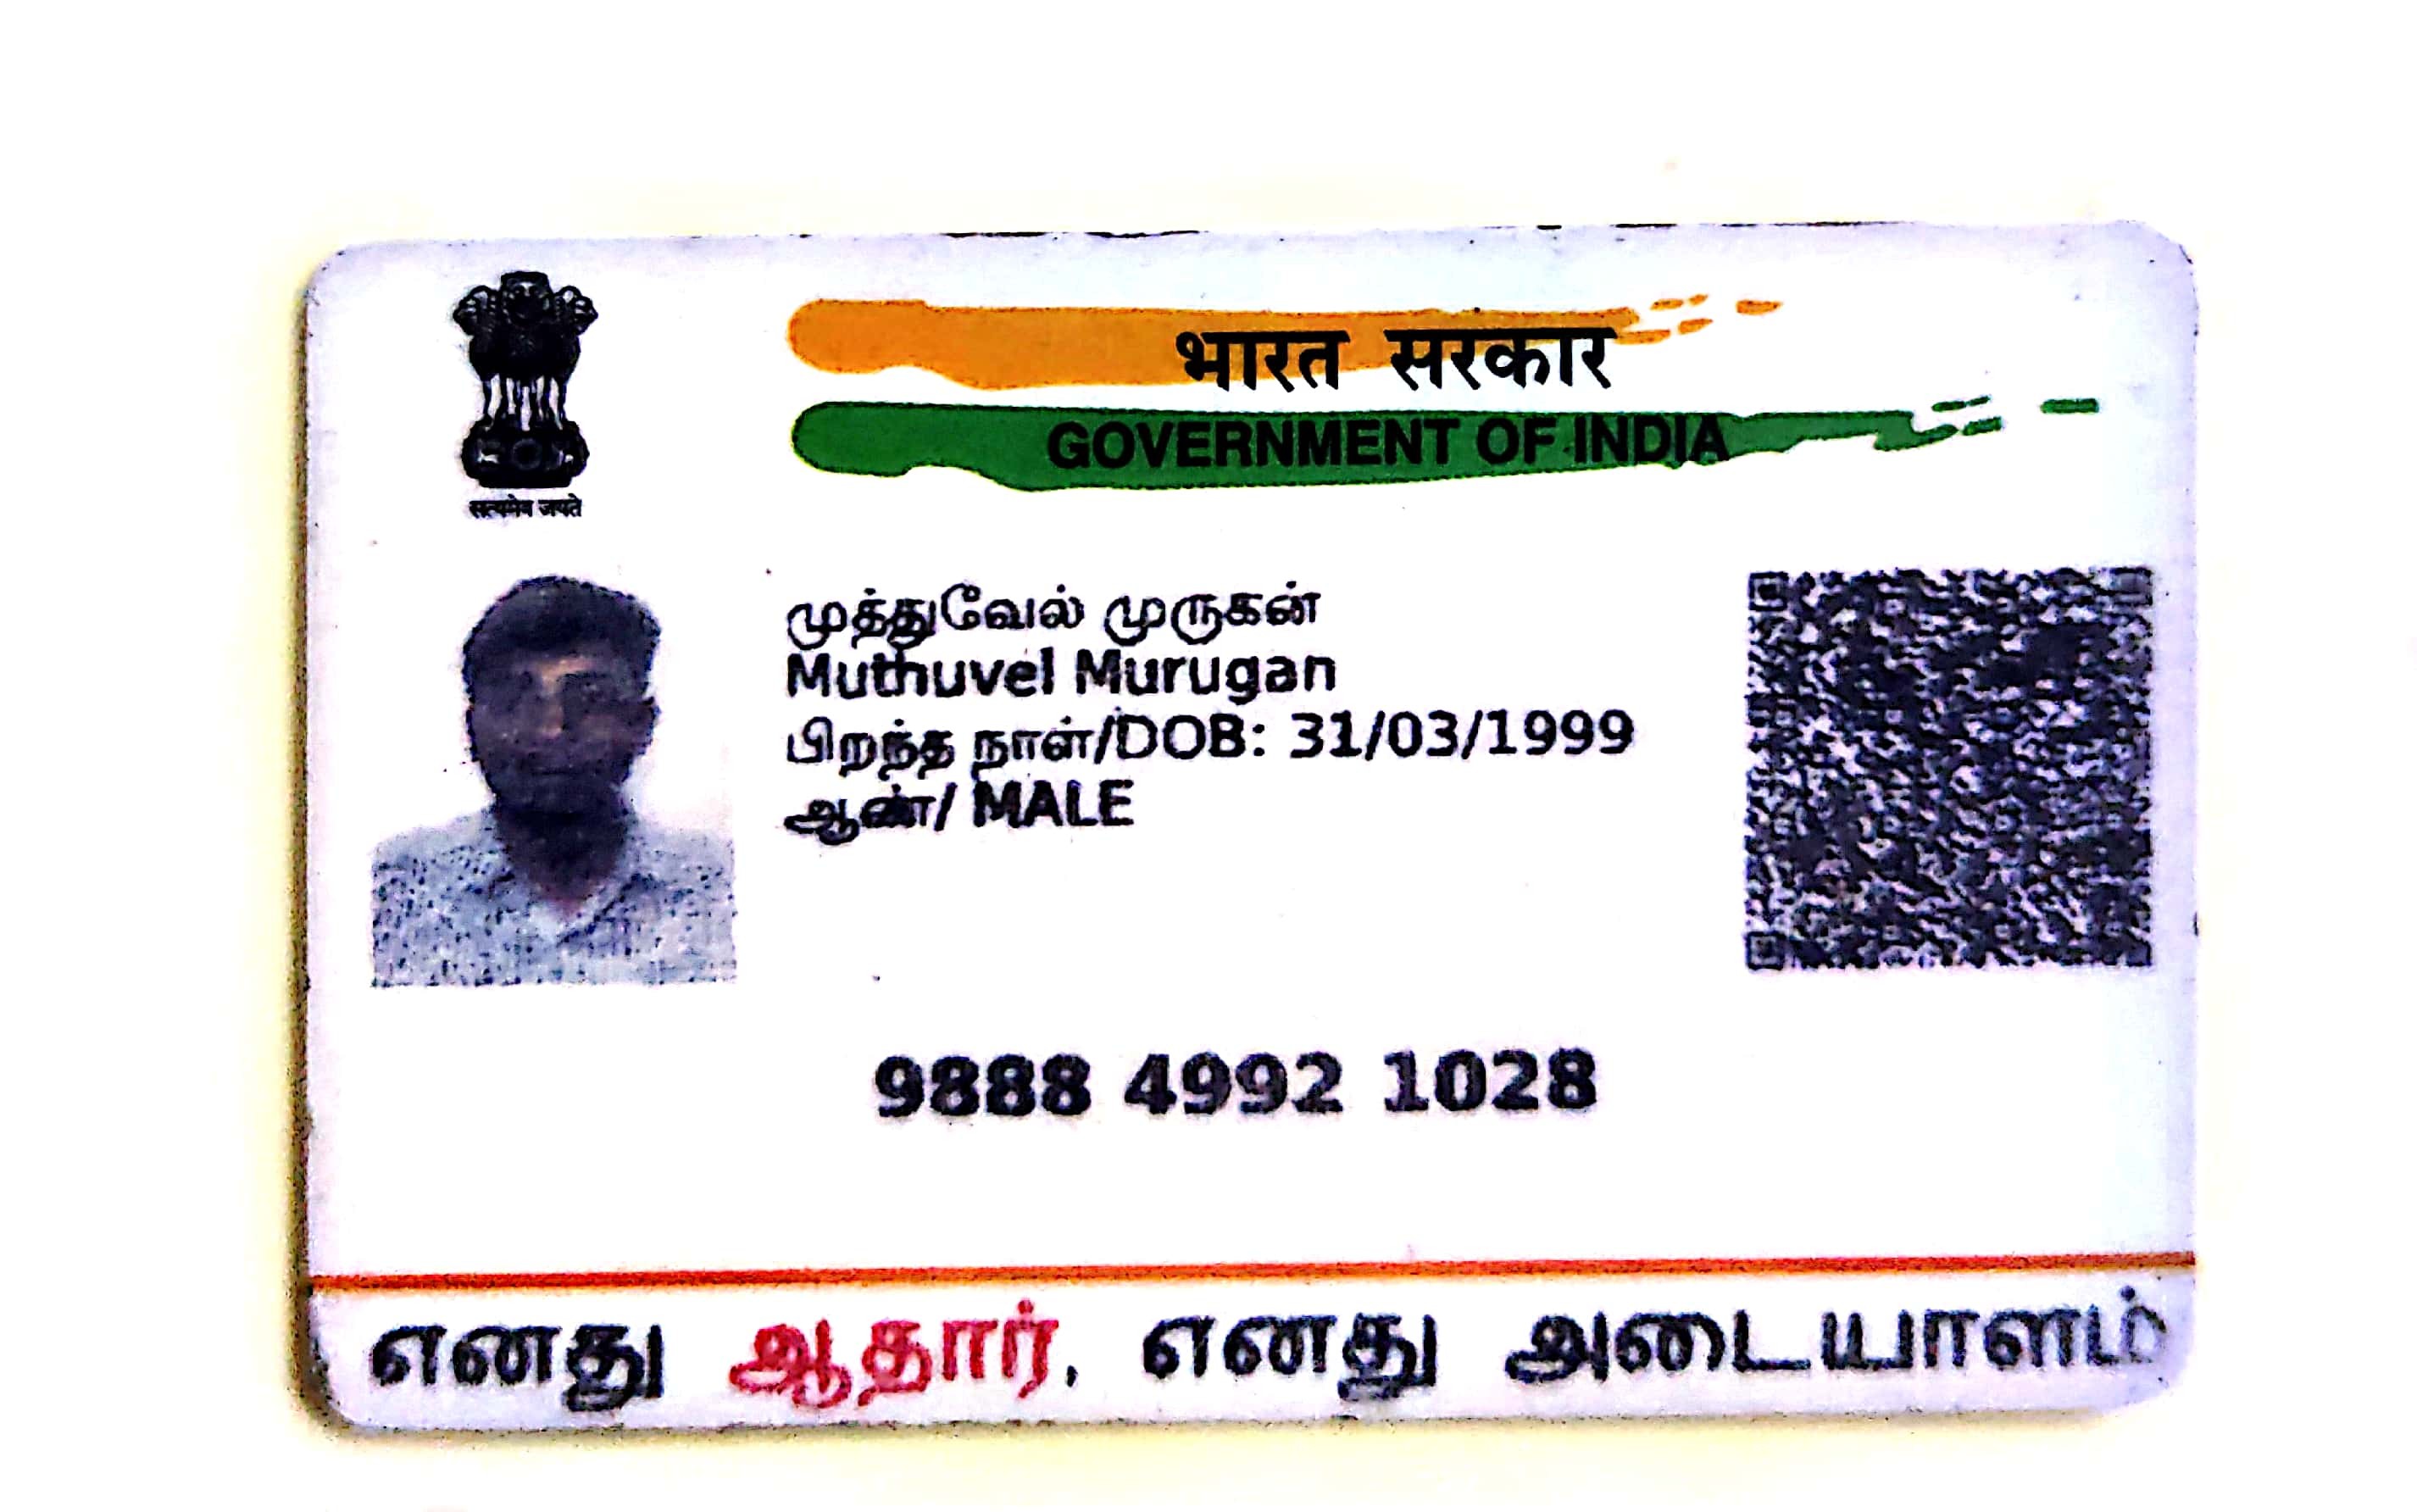 भारत सरकार
GOVERNMENT OF INDIA
सत्यमेव जयते
முத்துவேல் முருகன்
Muthuvel Murugan
பிறந்த நாள்/DOB: 31/03/1999
ஆண்/ MALE
9888 4992 1028
எனது ஆதார், எனது அடையாளம்